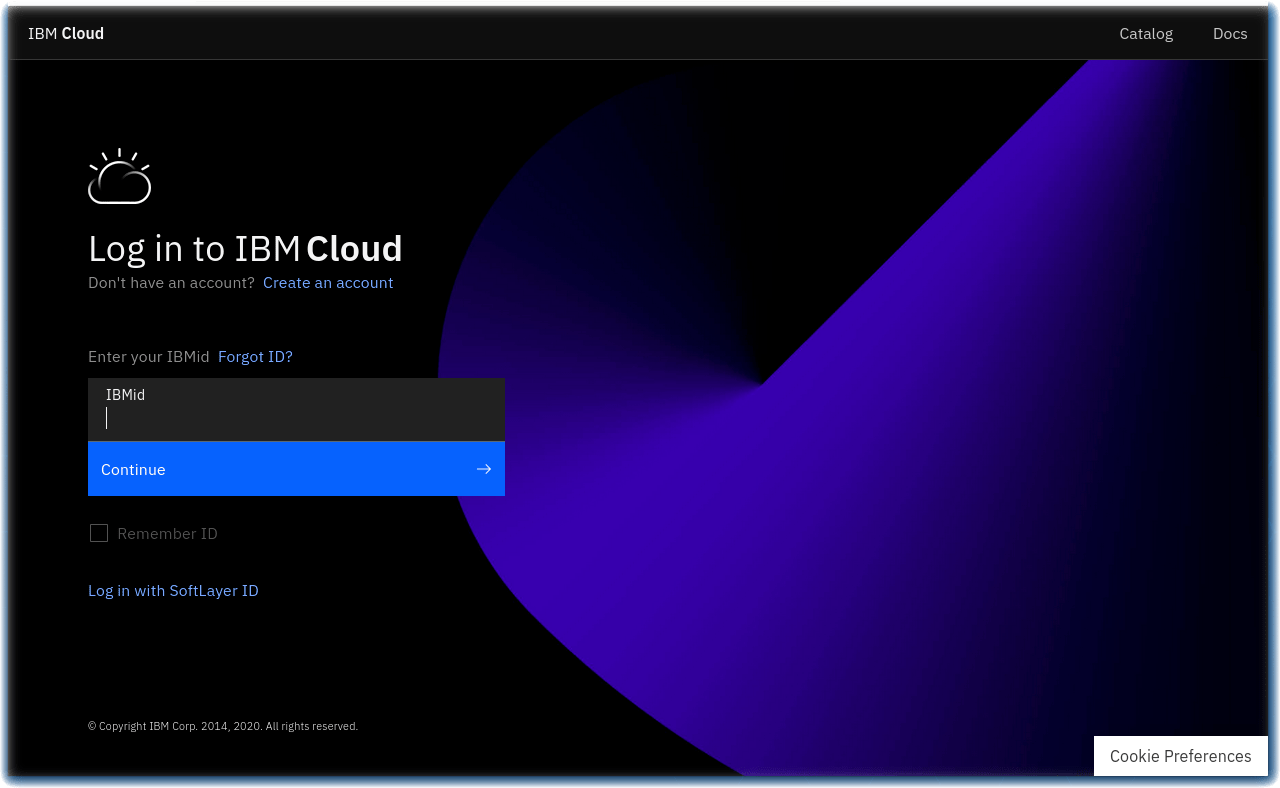 IBM Cloud
Catalog Docs
Log in to IBM Cloud
Don't have an account? Create an account
Enter your IBMid Forgot ID?
IBMid
Continue
Remember ID
Log in with SoftLayer ID
© Copyright IBM Corp. 2014, 2020. All rights reserved.
Cookie Preferences